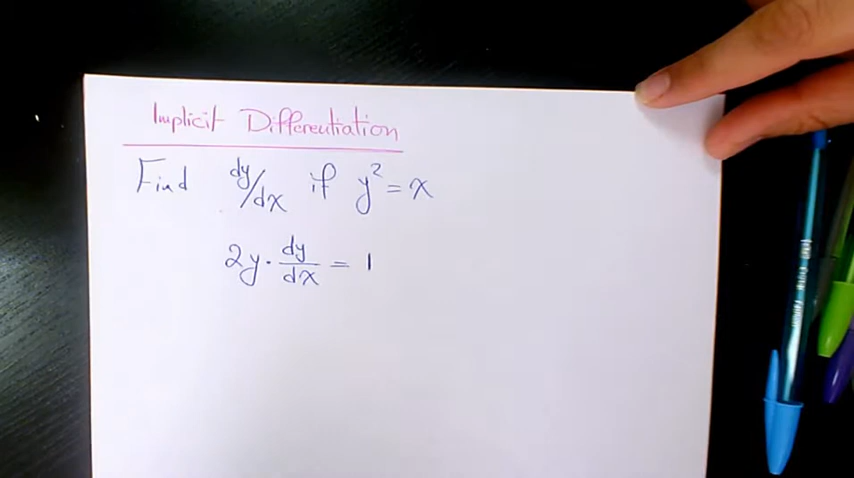 Implicit Differentiation
Find dy/dx if y² = x
2y · dy/dx = 1